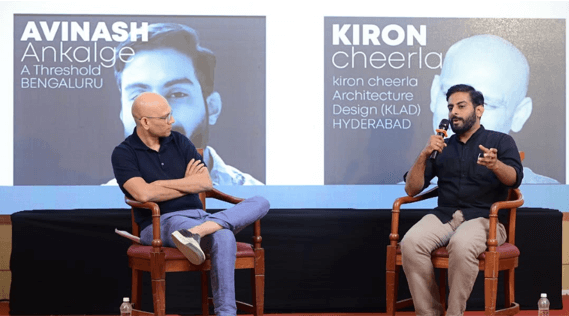 AVINASH
Ankalge
A Threshold
BENGALURU
KIRON
cheerla
kiron cheerla
Architecture
Design (KLAD)
HYDERABAD